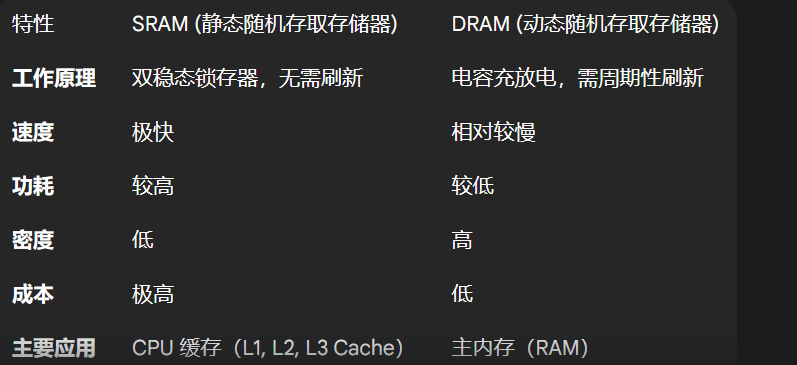 特性 SRAM (静态随机存取存储器) DRAM (动态随机存取存储器)
工作原理 双稳态锁存器，无需刷新 电容充放电，需周期性刷新
速度 极快 相对较慢
功耗 较高 较低
密度 低 高
成本 极高 低
主要应用 CPU 缓存（L1, L2, L3 Cache） 主内存（RAM）